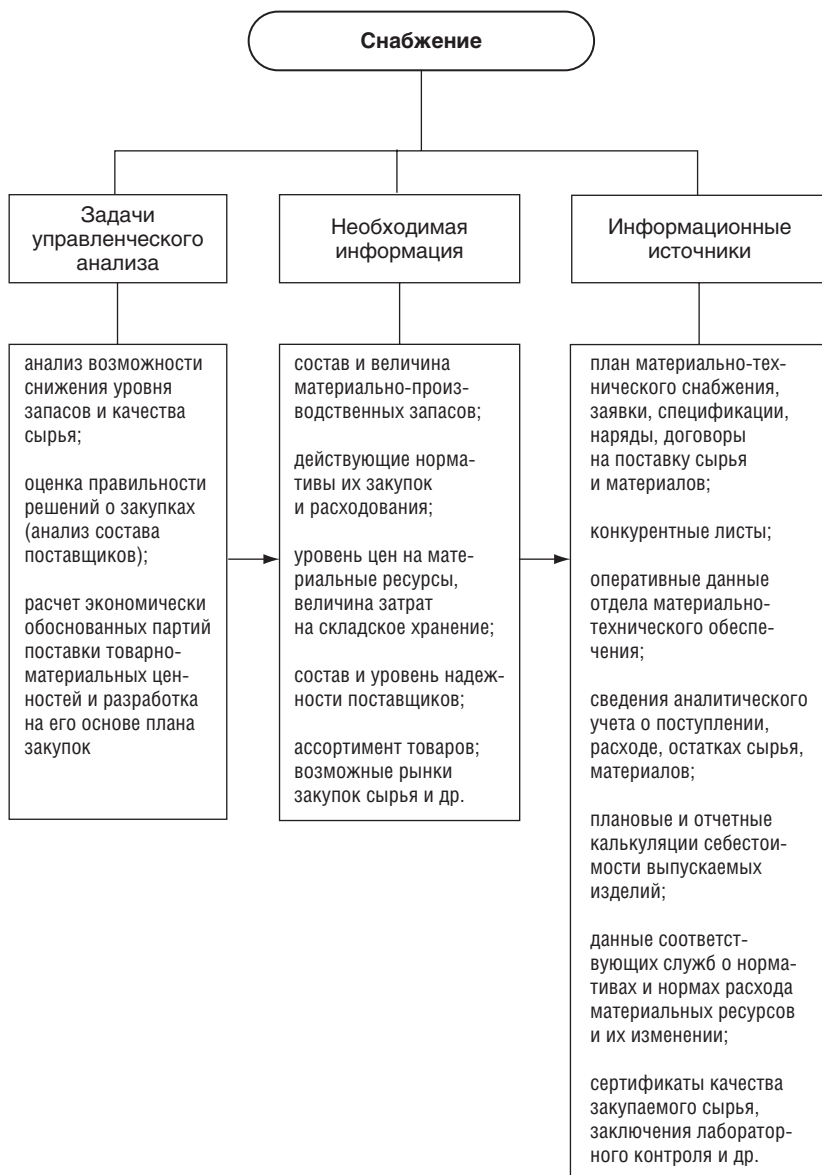 Снабжение
Задачи
управленческого
анализа
Необходимая
информация
Информационные
источники
анализ возможности
снижения уровня
запасов и качества
сырья;
оценка правильности
решений о закупках
(анализ состава
поставщиков);
расчет экономически
обоснованных партий
поставки товарно-
материальных цен-
ностей и разработка
на его основе плана
закупок
состав и величина
материально-произ-
водственных запасов;
действующие норма-
тивы их закупок
и расходования;
уровень цен на мате-
риальные ресурсы,
величина затрат
на складское хранение;
состав и уровень надеж-
ности поставщиков;
ассортимент товаров;
возможные рынки
закупок сырья и др.
план материально-тех-
нического снабжения,
заявки, спецификации,
наряды, договоры
на поставку сырья
и материалов;
конкурентные листы;
оперативные данные
отдела материально-
технического обеспе-
чения;
сведения аналитического
учета о поступлении,
расходе, остатках сырья,
материалов;
плановые и отчетные
калькуляции себестои-
мости выпускаемых
изделий;
данные соответст-
вующих служб о норма-
тивах и нормах расхода
материальных ресурсов
и их изменении;
сертификаты качества
закупаемого сырья,
заключения лаборатор-
ного контроля и др.